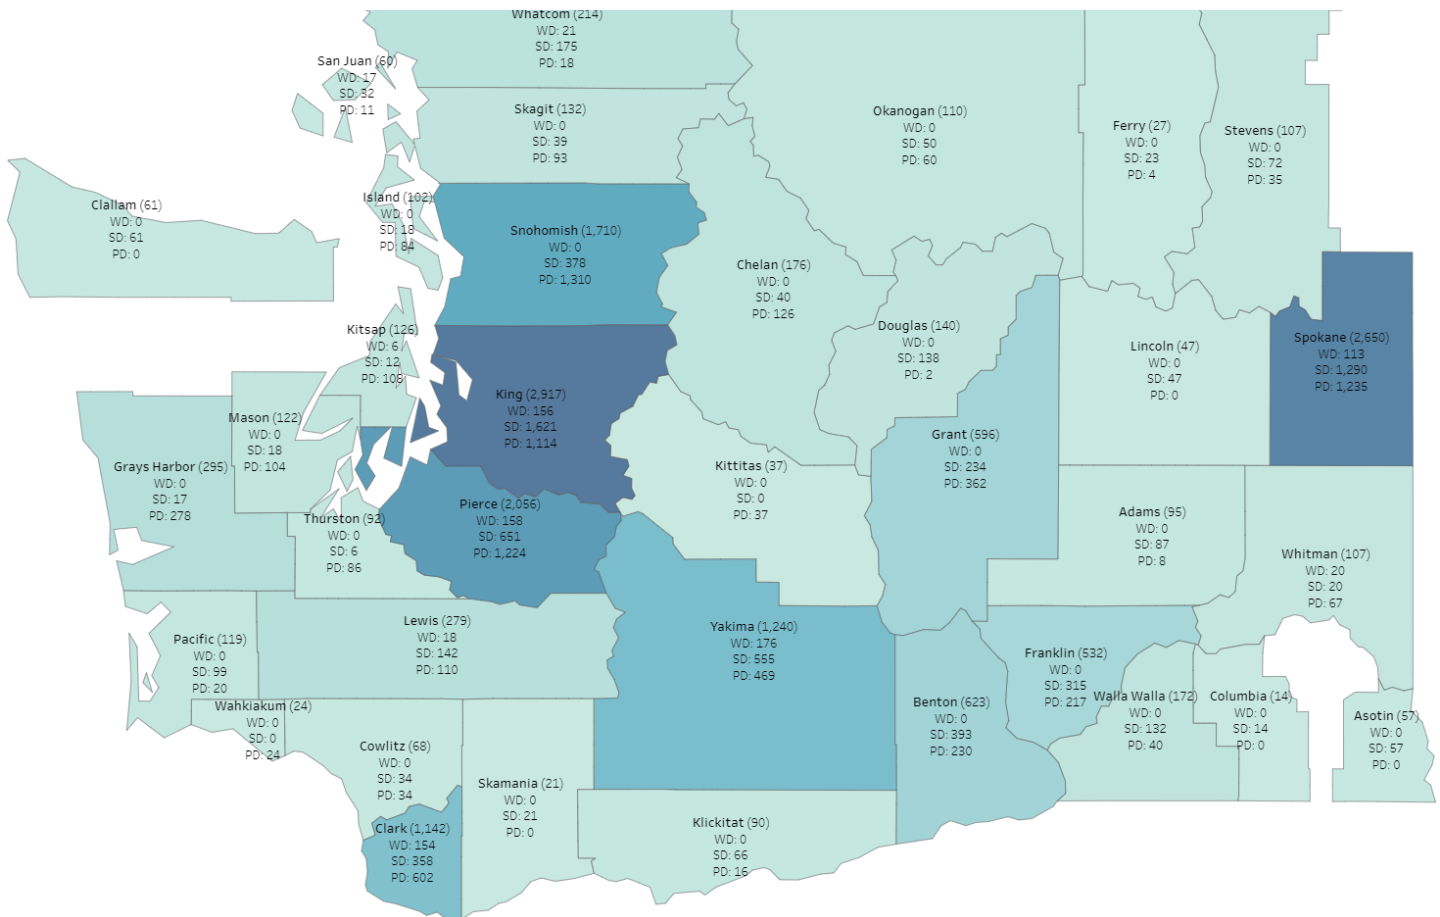 Whatcom (214)
WD: 21
SD: 175
PD: 18
San Juan (60)
WD: 17
SD: 32
PD: 11
Skagit (132)
WD: 0
SD: 39
PD: 93
Okanogan (110)
WD: 0
SD: 50
PD: 60
Ferry (27)
WD: 0
SD: 23
PD: 4
Stevens (107)
WD: 0
SD: 72
PD: 35
Clallam (61)
WD: 0
SD: 61
PD: 0
Island (102)
WD: 0
SD: 18
PD: 84
Snohomish (1,710)
WD: 0
SD: 378
PD: 1,310
Chelan (176)
WD: 0
SD: 40
PD: 126
Douglas (140)
WD: 0
SD: 138
PD: 2
Lincoln (47)
WD: 0
SD: 47
PD: 0
Spokane (2,650)
WD: 113
SD: 1,290
PD: 1,235
Kitsap (126)
WD: 6
SD: 12
PD: 108
King (2,917)
WD: 156
SD: 1,621
PD: 1,114
Mason (122)
WD: 0
SD: 18
PD: 104
Grays Harbor (295)
WD: 0
SD: 17
PD: 278
Kittitas (37)
WD: 0
SD: 0
PD: 37
Grant (596)
WD: 0
SD: 234
PD: 362
Thurston (92)
WD: 0
SD: 6
PD: 86
Pierce (2,056)
WD: 158
SD: 651
PD: 1,224
Adams (95)
WD: 0
SD: 87
PD: 8
Whitman (107)
WD: 20
SD: 20
PD: 67
Pacific (119)
WD: 0
SD: 99
PD: 20
Lewis (279)
WD: 18
SD: 142
PD: 110
Yakima (1,240)
WD: 176
SD: 555
PD: 469
Franklin (532)
WD: 0
SD: 315
PD: 217
Wahkiakum (24)
WD: 0
SD: 0
PD: 24
Benton (623)
WD: 0
SD: 393
PD: 230
Walla Walla (172)
WD: 0
SD: 132
PD: 40
Columbia (14)
WD: 0
SD: 14
PD: 0
Asotin (57)
WD: 0
SD: 57
PD: 0
Cowlitz (68)
WD: 0
SD: 34
PD: 34
Skamania (21)
WD: 0
SD: 21
PD: 0
Clark (1,142)
WD: 154
SD: 358
PD: 602
Klickitat (90)
WD: 0
SD: 66
PD: 16